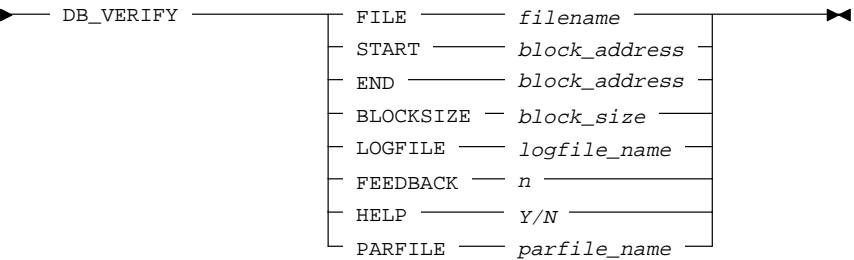 DB_VERIFY FILE filename
START block_address
END block_address
BLOCKSIZE block_size
LOGFILE logfile_name
FEEDBACK n
HELP Y/N
PARFILE parfile_name